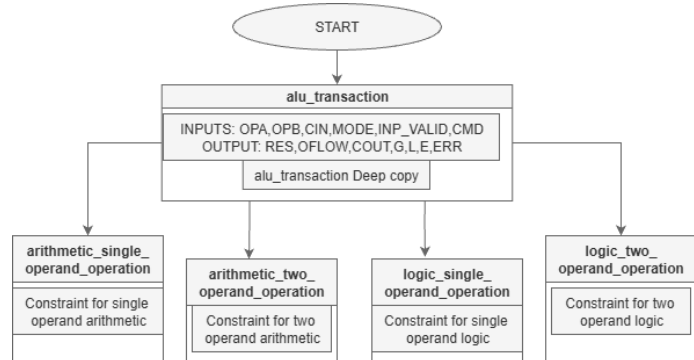 START
alu_transaction
INPUTS: OPA,OPB,CIN,MODE,INP_VALID,CMD
OUTPUT: RES,OFLOW,COUT,G,L,E,ERR
alu_transaction Deep copy
arithmetic_single_
operand_operation
Constraint for single
operand arithmetic
arithmetic_two_
operand_operation
Constraint for two
operand arithmetic
logic_single_
operand_operation
Constraint for single
operand logic
logic_two_
operand_operation
Constraint for two
operand logic